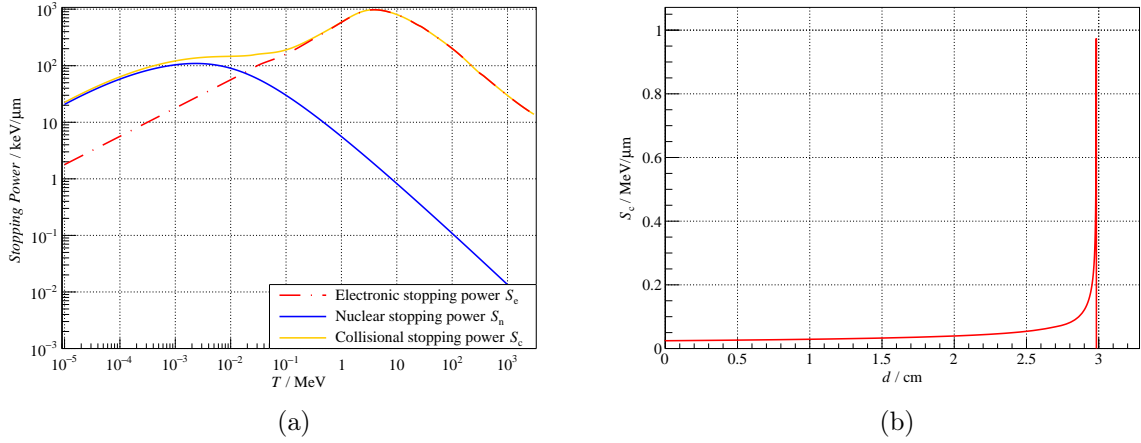 Stopping Power / keV/μm
10³
10²
10
1
10⁻¹
10⁻²
10⁻³
10⁻⁵ 10⁻⁴ 10⁻³ 10⁻² 10⁻¹ 1 10 10² 10³
T / MeV
Electronic stopping power Sₑ
Nuclear stopping power Sₙ
Collisional stopping power S_c
(a)
S_c / MeV/μm
1
0.8
0.6
0.4
0.2
0
0 0.5 1 1.5 2 2.5 3
d / cm
(b)